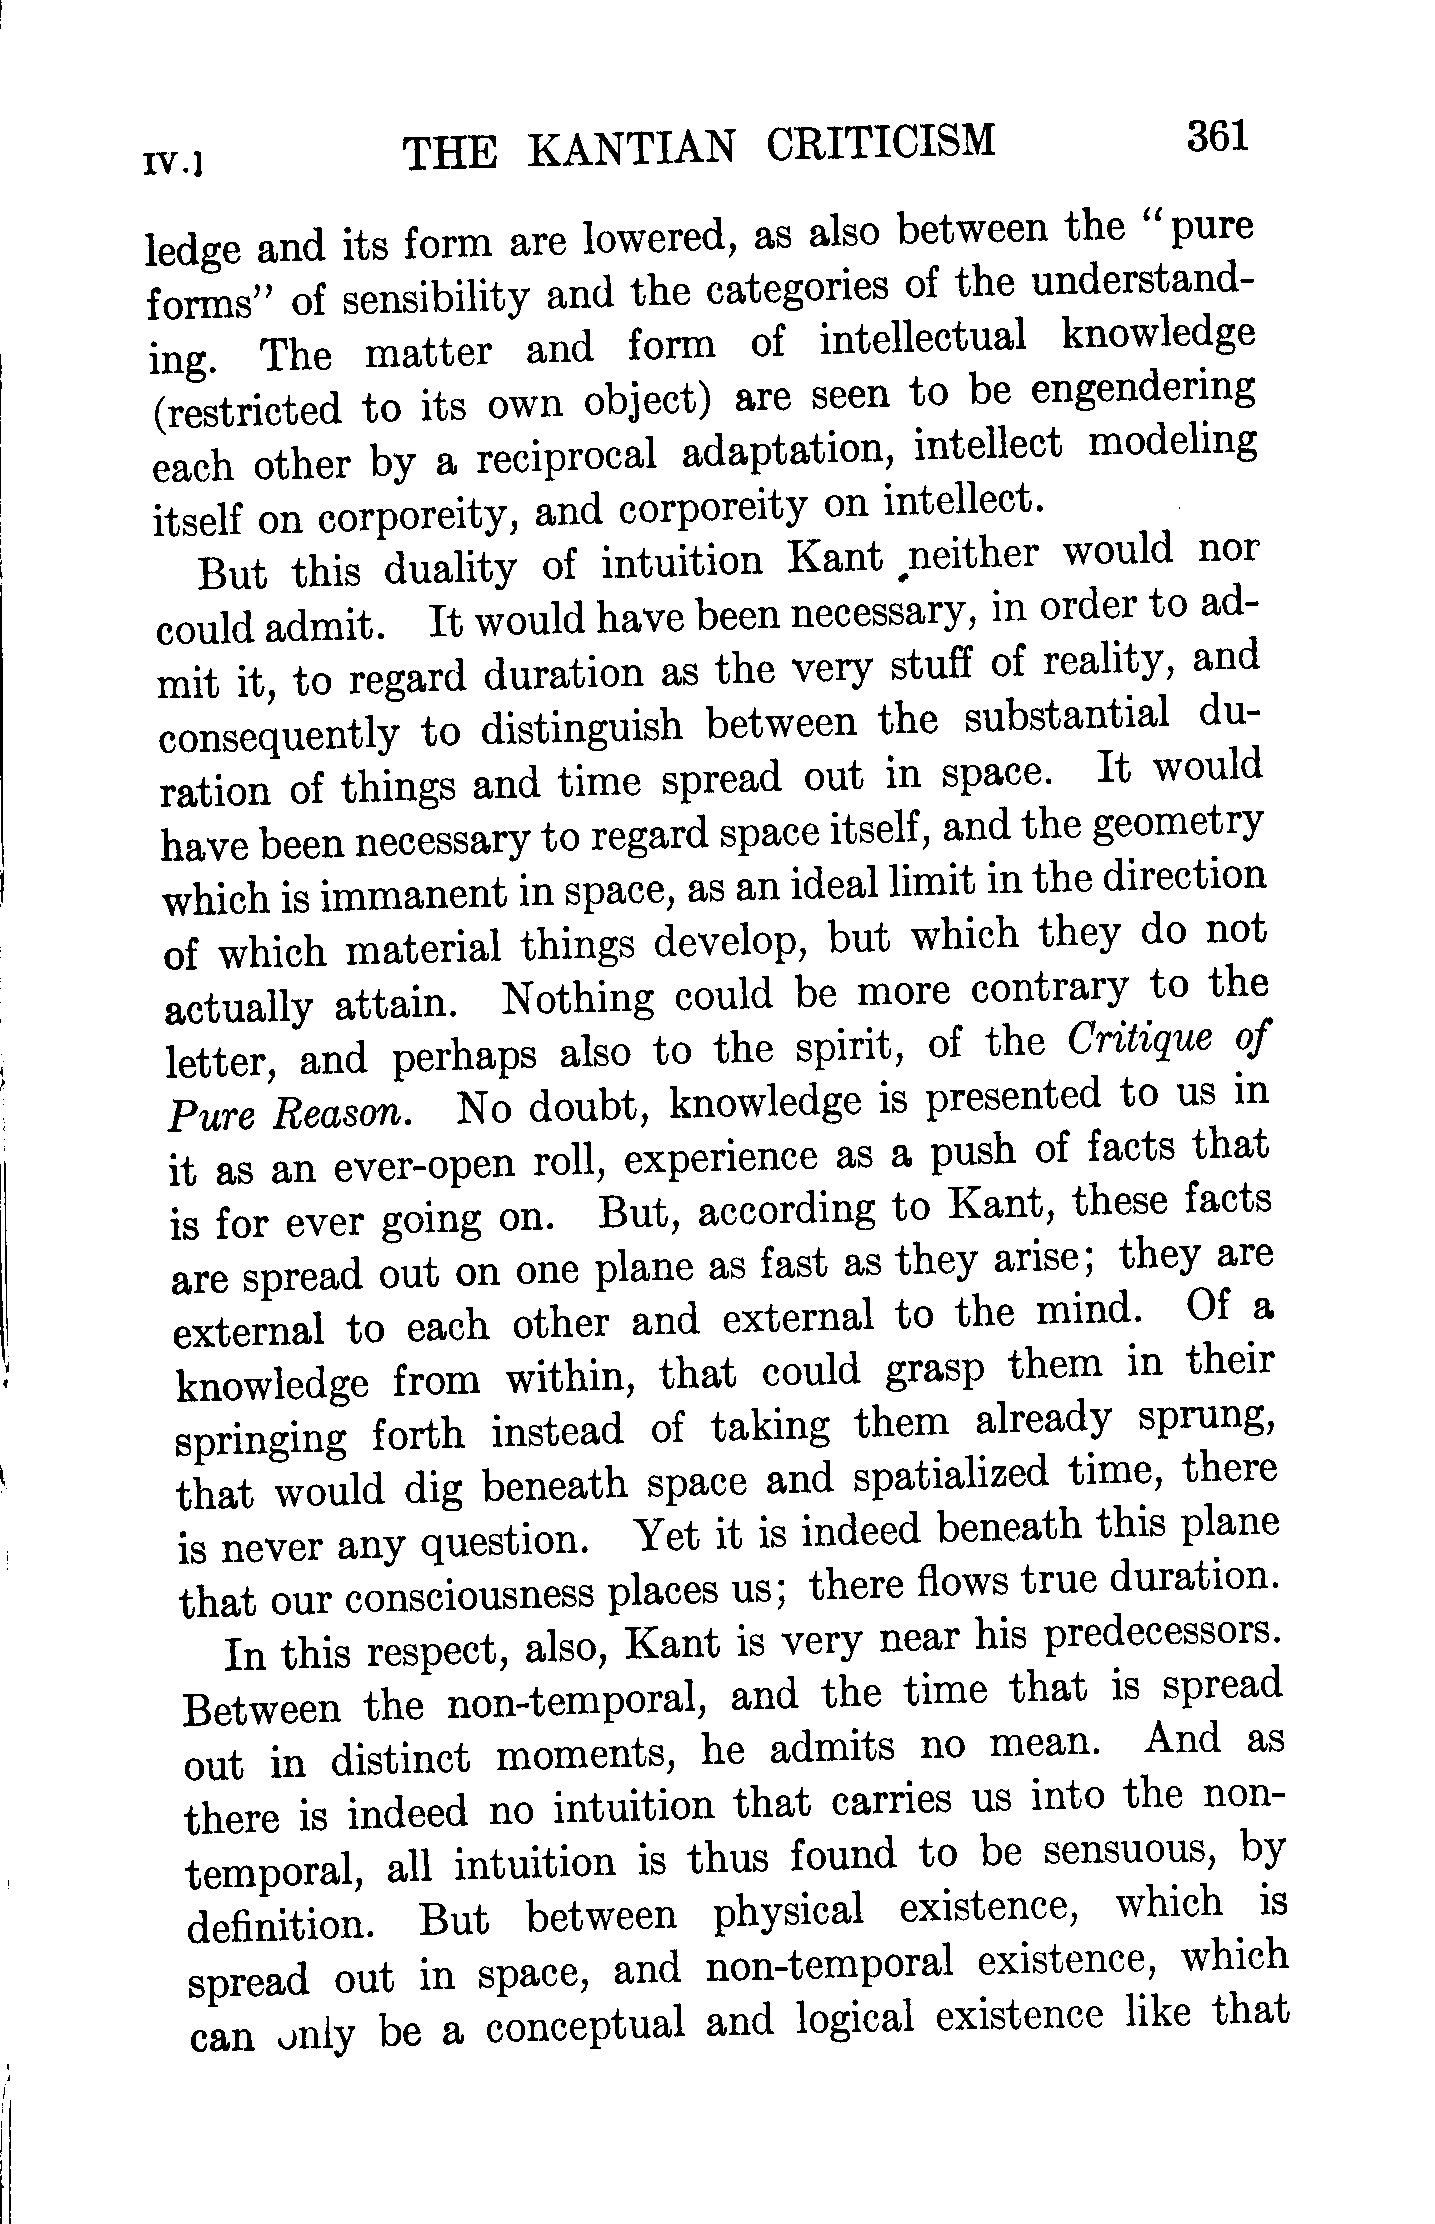 IV.] THE KANTIAN CRITICISM 361
ledge and its form are lowered, as also between the "pure
forms" of sensibility and the categories of the understand-
ing. The matter and form of intellectual knowledge
(restricted to its own object) are seen to be engendering
each other by a reciprocal adaptation, intellect modeling
itself on corporeity, and corporeity on intellect.
But this duality of intuition Kant neither would nor
could admit. It would have been necessary, in order to ad-
mit it, to regard duration as the very stuff of reality, and
consequently to distinguish between the substantial du-
ration of things and time spread out in space. It would
have been necessary to regard space itself, and the geometry
which is immanent in space, as an ideal limit in the direction
of which material things develop, but which they do not
actually attain. Nothing could be more contrary to the
letter, and perhaps also to the spirit, of the Critique of
Pure Reason. No doubt, knowledge is presented to us in
it as an ever-open roll, experience as a push of facts that
is for ever going on. But, according to Kant, these facts
are spread out on one plane as fast as they arise; they are
external to each other and external to the mind. Of a
knowledge from within, that could grasp them in their
springing forth instead of taking them already sprung,
that would dig beneath space and spatialized time, there
is never any question. Yet it is indeed beneath this plane
that our consciousness places us; there flows true duration.
In this respect, also, Kant is very near his predecessors.
Between the non-temporal, and the time that is spread
out in distinct moments, he admits no mean. And as
there is indeed no intuition that carries us into the non-
temporal, all intuition is thus found to be sensuous, by
definition. But between physical existence, which is
spread out in space, and non-temporal existence, which
can only be a conceptual and logical existence like that